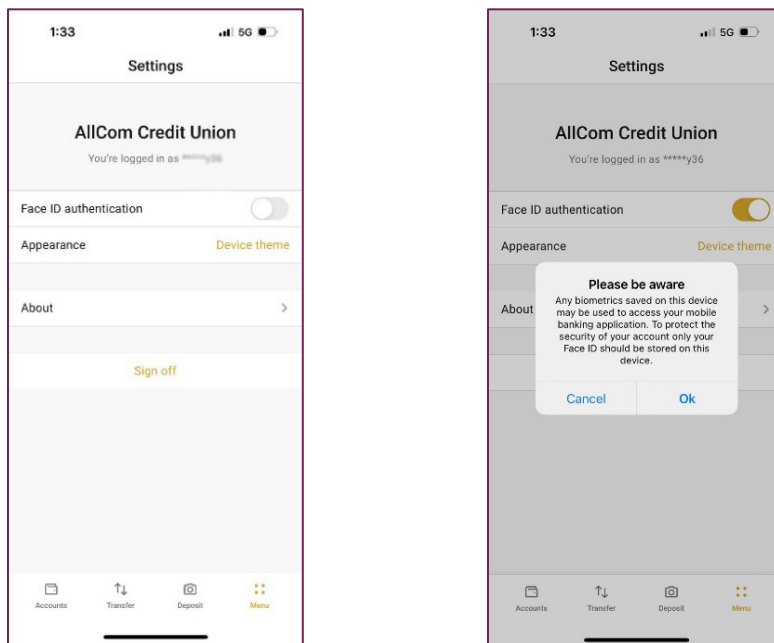 1:33
5G
Settings
AllCom Credit Union
You're logged in as
Face ID authentication
Appearance
Device theme
About
Sign off
Accounts
Transfer
Deposit
Menu
1:33
5G
Settings
AllCom Credit Union
You're logged in as *****y36
Face ID authentication
Appearance
Device theme
About
Please be aware
Any biometrics saved on this device
may be used to access your mobile
banking application. To protect the
security of your account only your
Face ID should be stored on this
device.
Cancel
Ok
Accounts
Transfer
Deposit
Menu